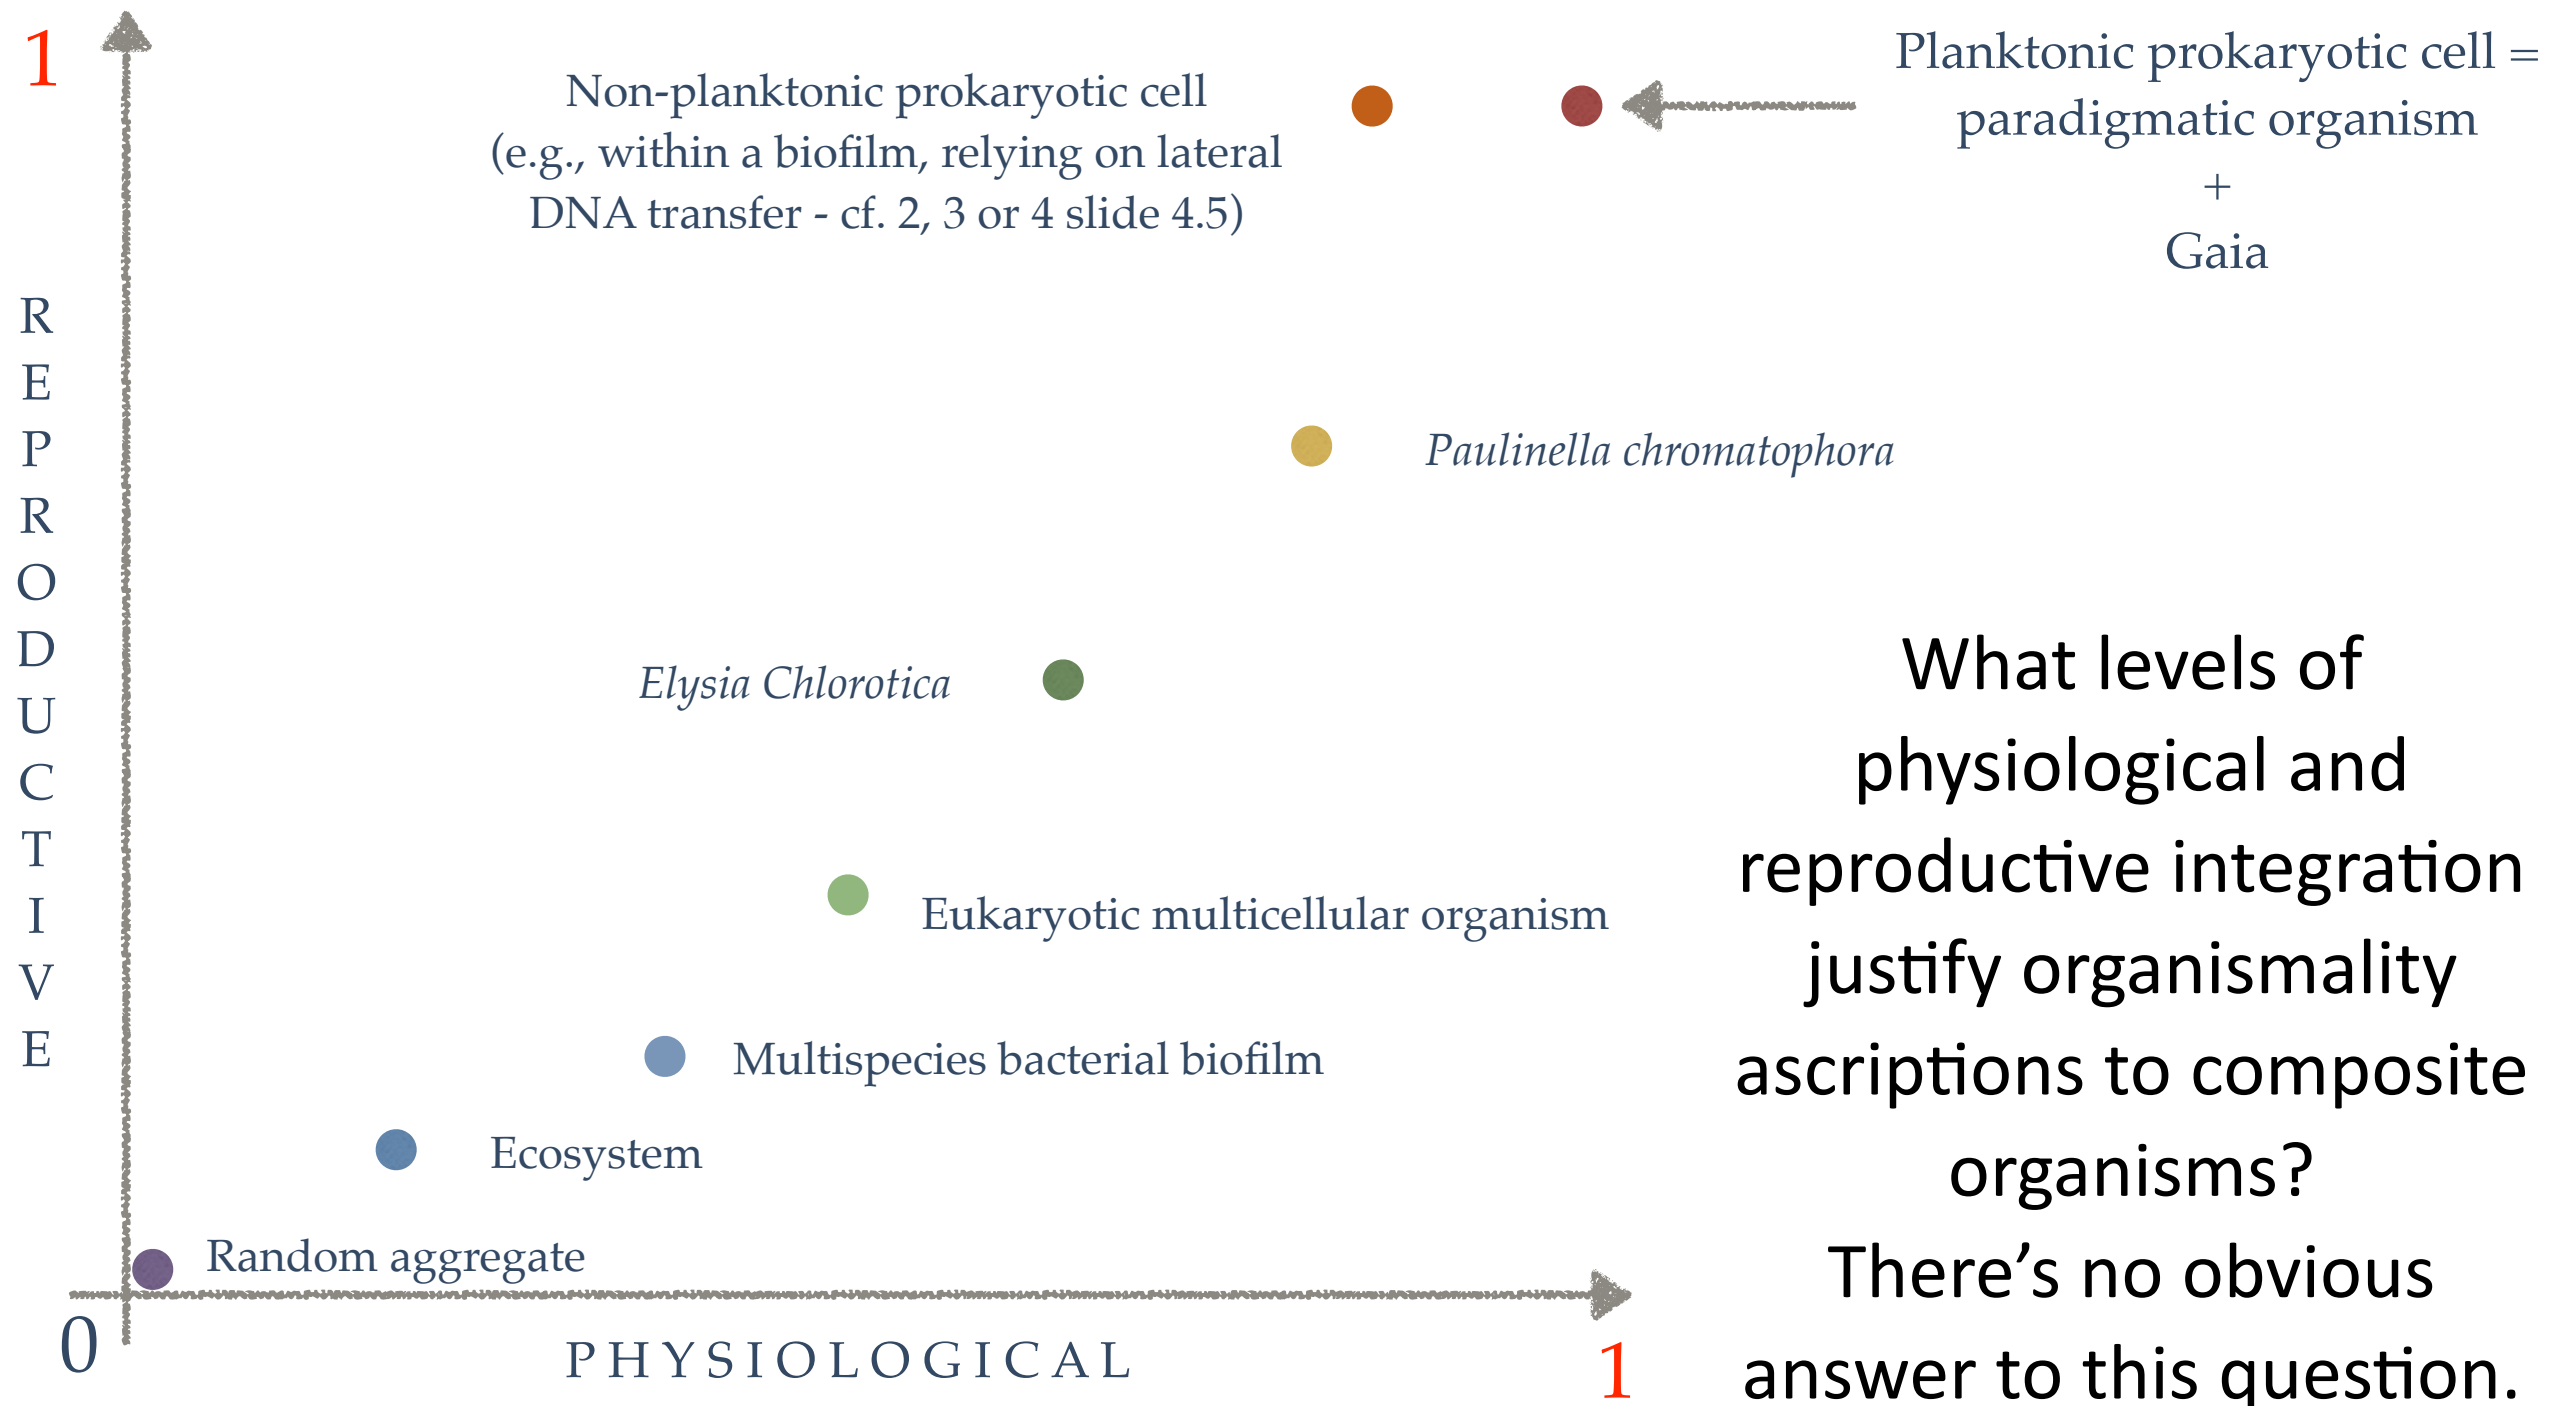 1
Non-planktonic prokaryotic cell
(e.g., within a biofilm, relying on lateral
DNA transfer - cf. 2, 3 or 4 slide 4.5)
Planktonic prokaryotic cell =
paradigmatic organism
+
Gaia
REPRODUCTIVE
Paulinella chromatophora
Elysia Chlorotica
Eukaryotic multicellular organism
Multispecies bacterial biofilm
Ecosystem
Random aggregate
0
PHYSIOLOGICAL
1
What levels of
physiological and
reproductive integration
justify organismality
ascriptions to composite
organisms?
There’s no obvious
answer to this question.